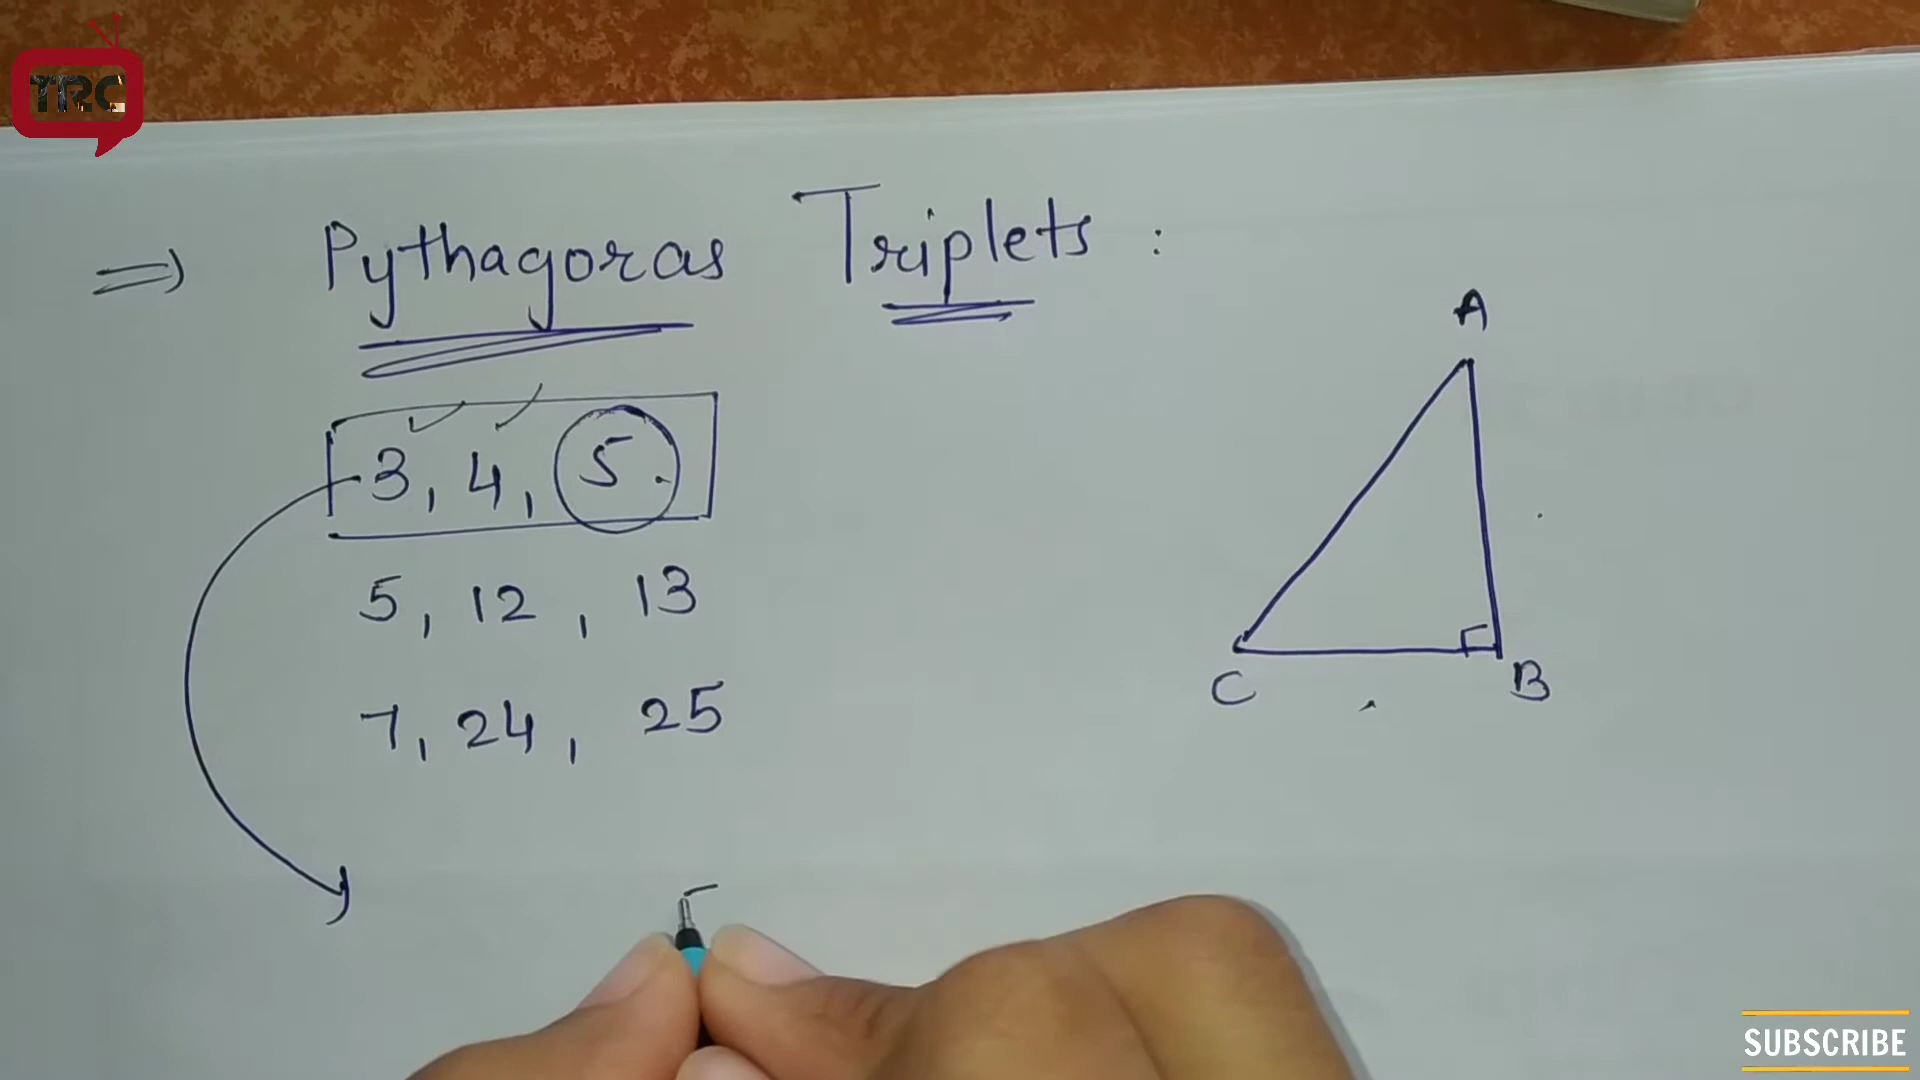 TRC
⇒ Pythagoras Triplets :
3, 4, 5.
5, 12, 13
7, 24, 25
A
C
B
SUBSCRIBE